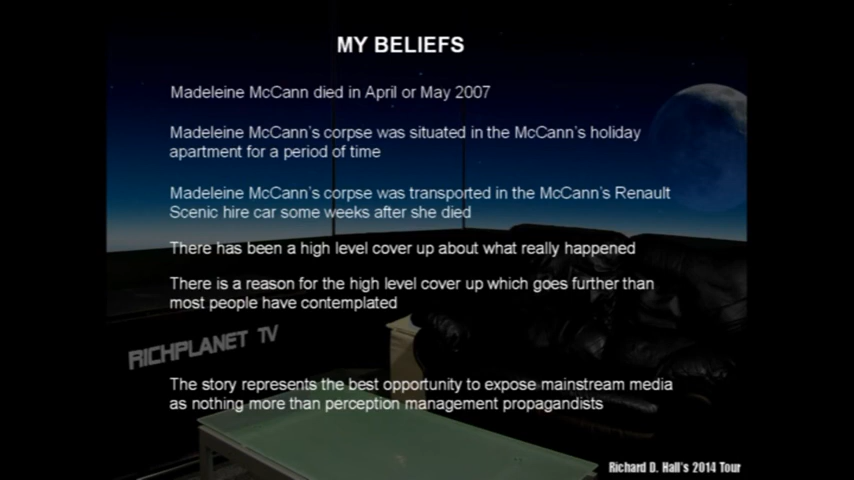 MY BELIEFS
Madeleine McCann died in April or May 2007
Madeleine McCann's corpse was situated in the McCann's holiday
apartment for a period of time
Madeleine McCann's corpse was transported in the McCann's Renault
Scenic hire car some weeks after she died
There has been a high level cover up about what really happened
There is a reason for the high level cover up which goes further than
most people have contemplated
RICHPLANET TV
The story represents the best opportunity to expose mainstream media
as nothing more than perception management propagandists
Richard D. Hall's 2014 Tour